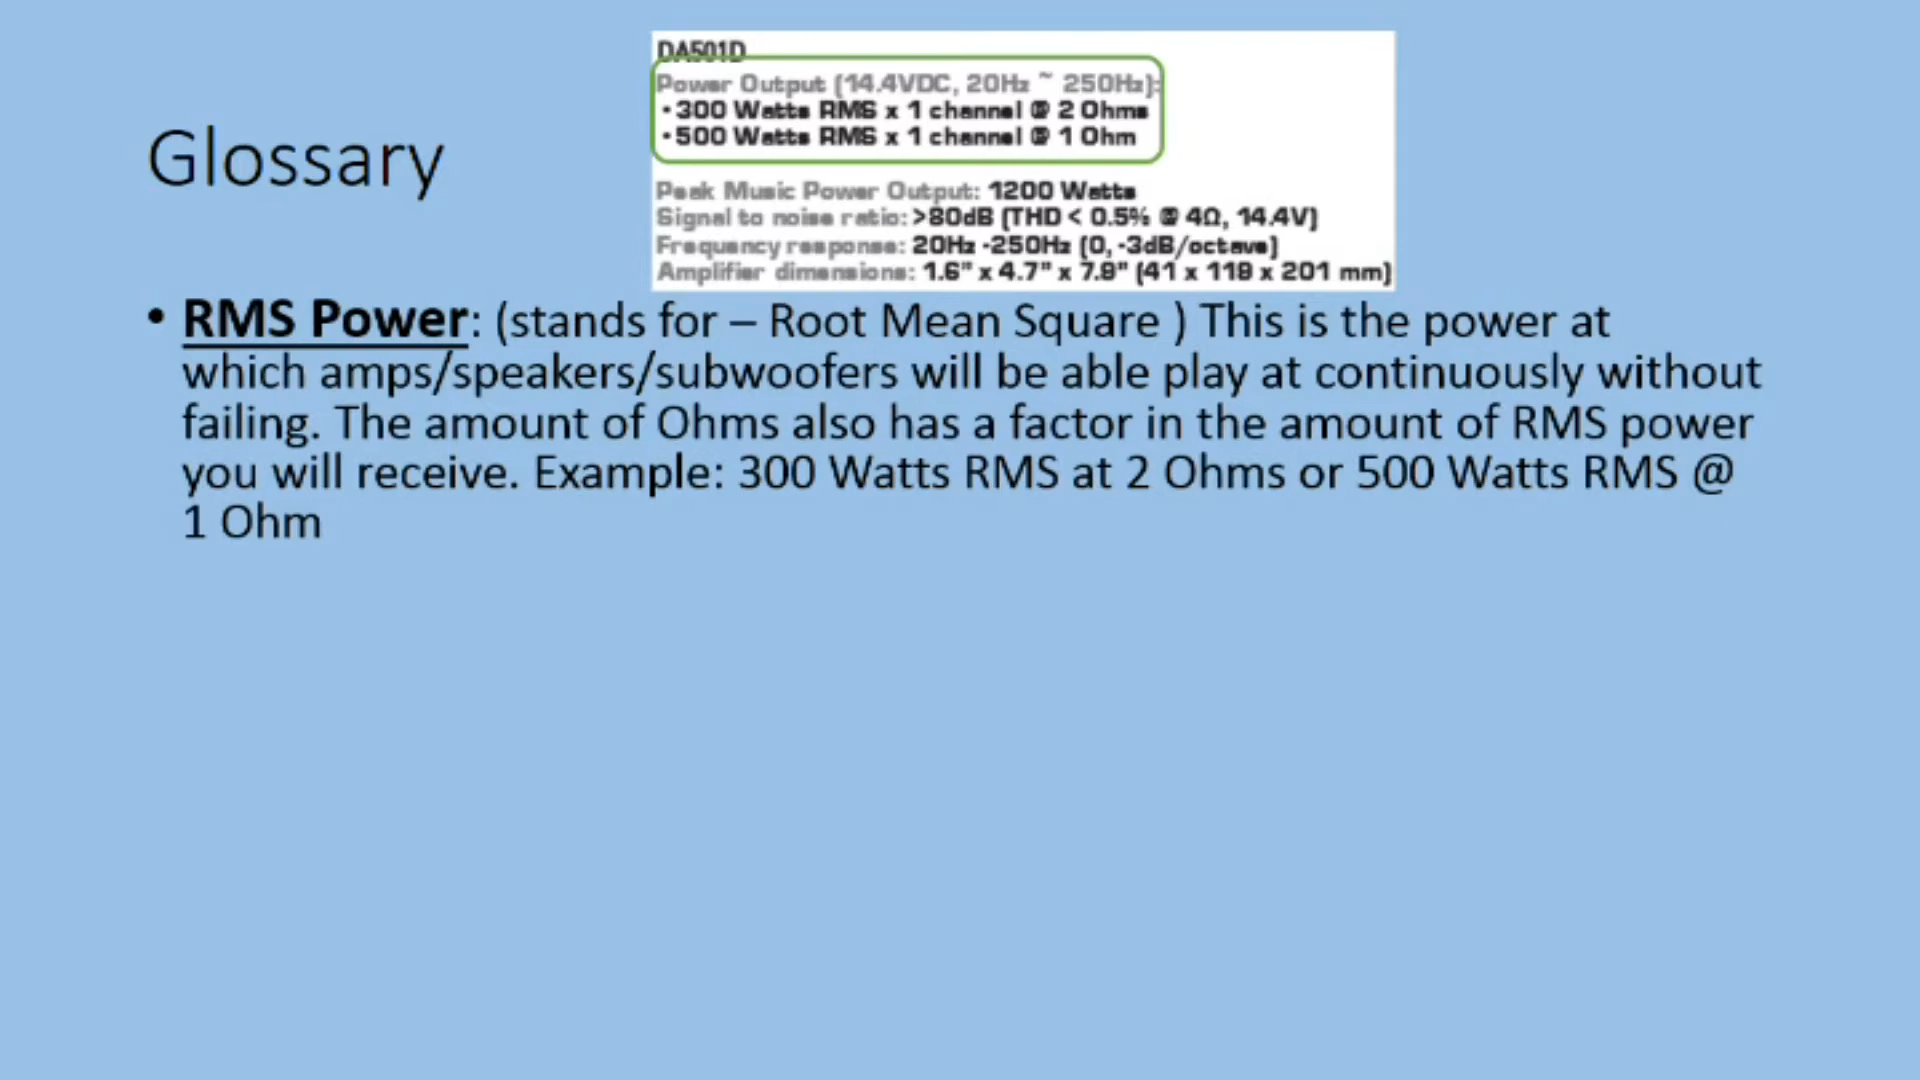 DA501D
Power Output (14.4VDC, 20Hz ~ 250Hz):
• 300 Watts RMS x 1 channel @ 2 Ohms
• 500 Watts RMS x 1 channel @ 1 Ohm
Glossary
Peak Music Power Output: 1200 Watts
Signal to noise ratio: >80dB (THD < 0.5% @ 4Ω, 14.4V)
Frequency response: 20Hz -250Hz (0, -3dB/octave)
Amplifier dimensions: 1.6" x 4.7" x 7.9" (41 x 119 x 201 mm)
• RMS Power: (stands for – Root Mean Square ) This is the power at
which amps/speakers/subwoofers will be able play at continuously without
failing. The amount of Ohms also has a factor in the amount of RMS power
you will receive. Example: 300 Watts RMS at 2 Ohms or 500 Watts RMS @
1 Ohm